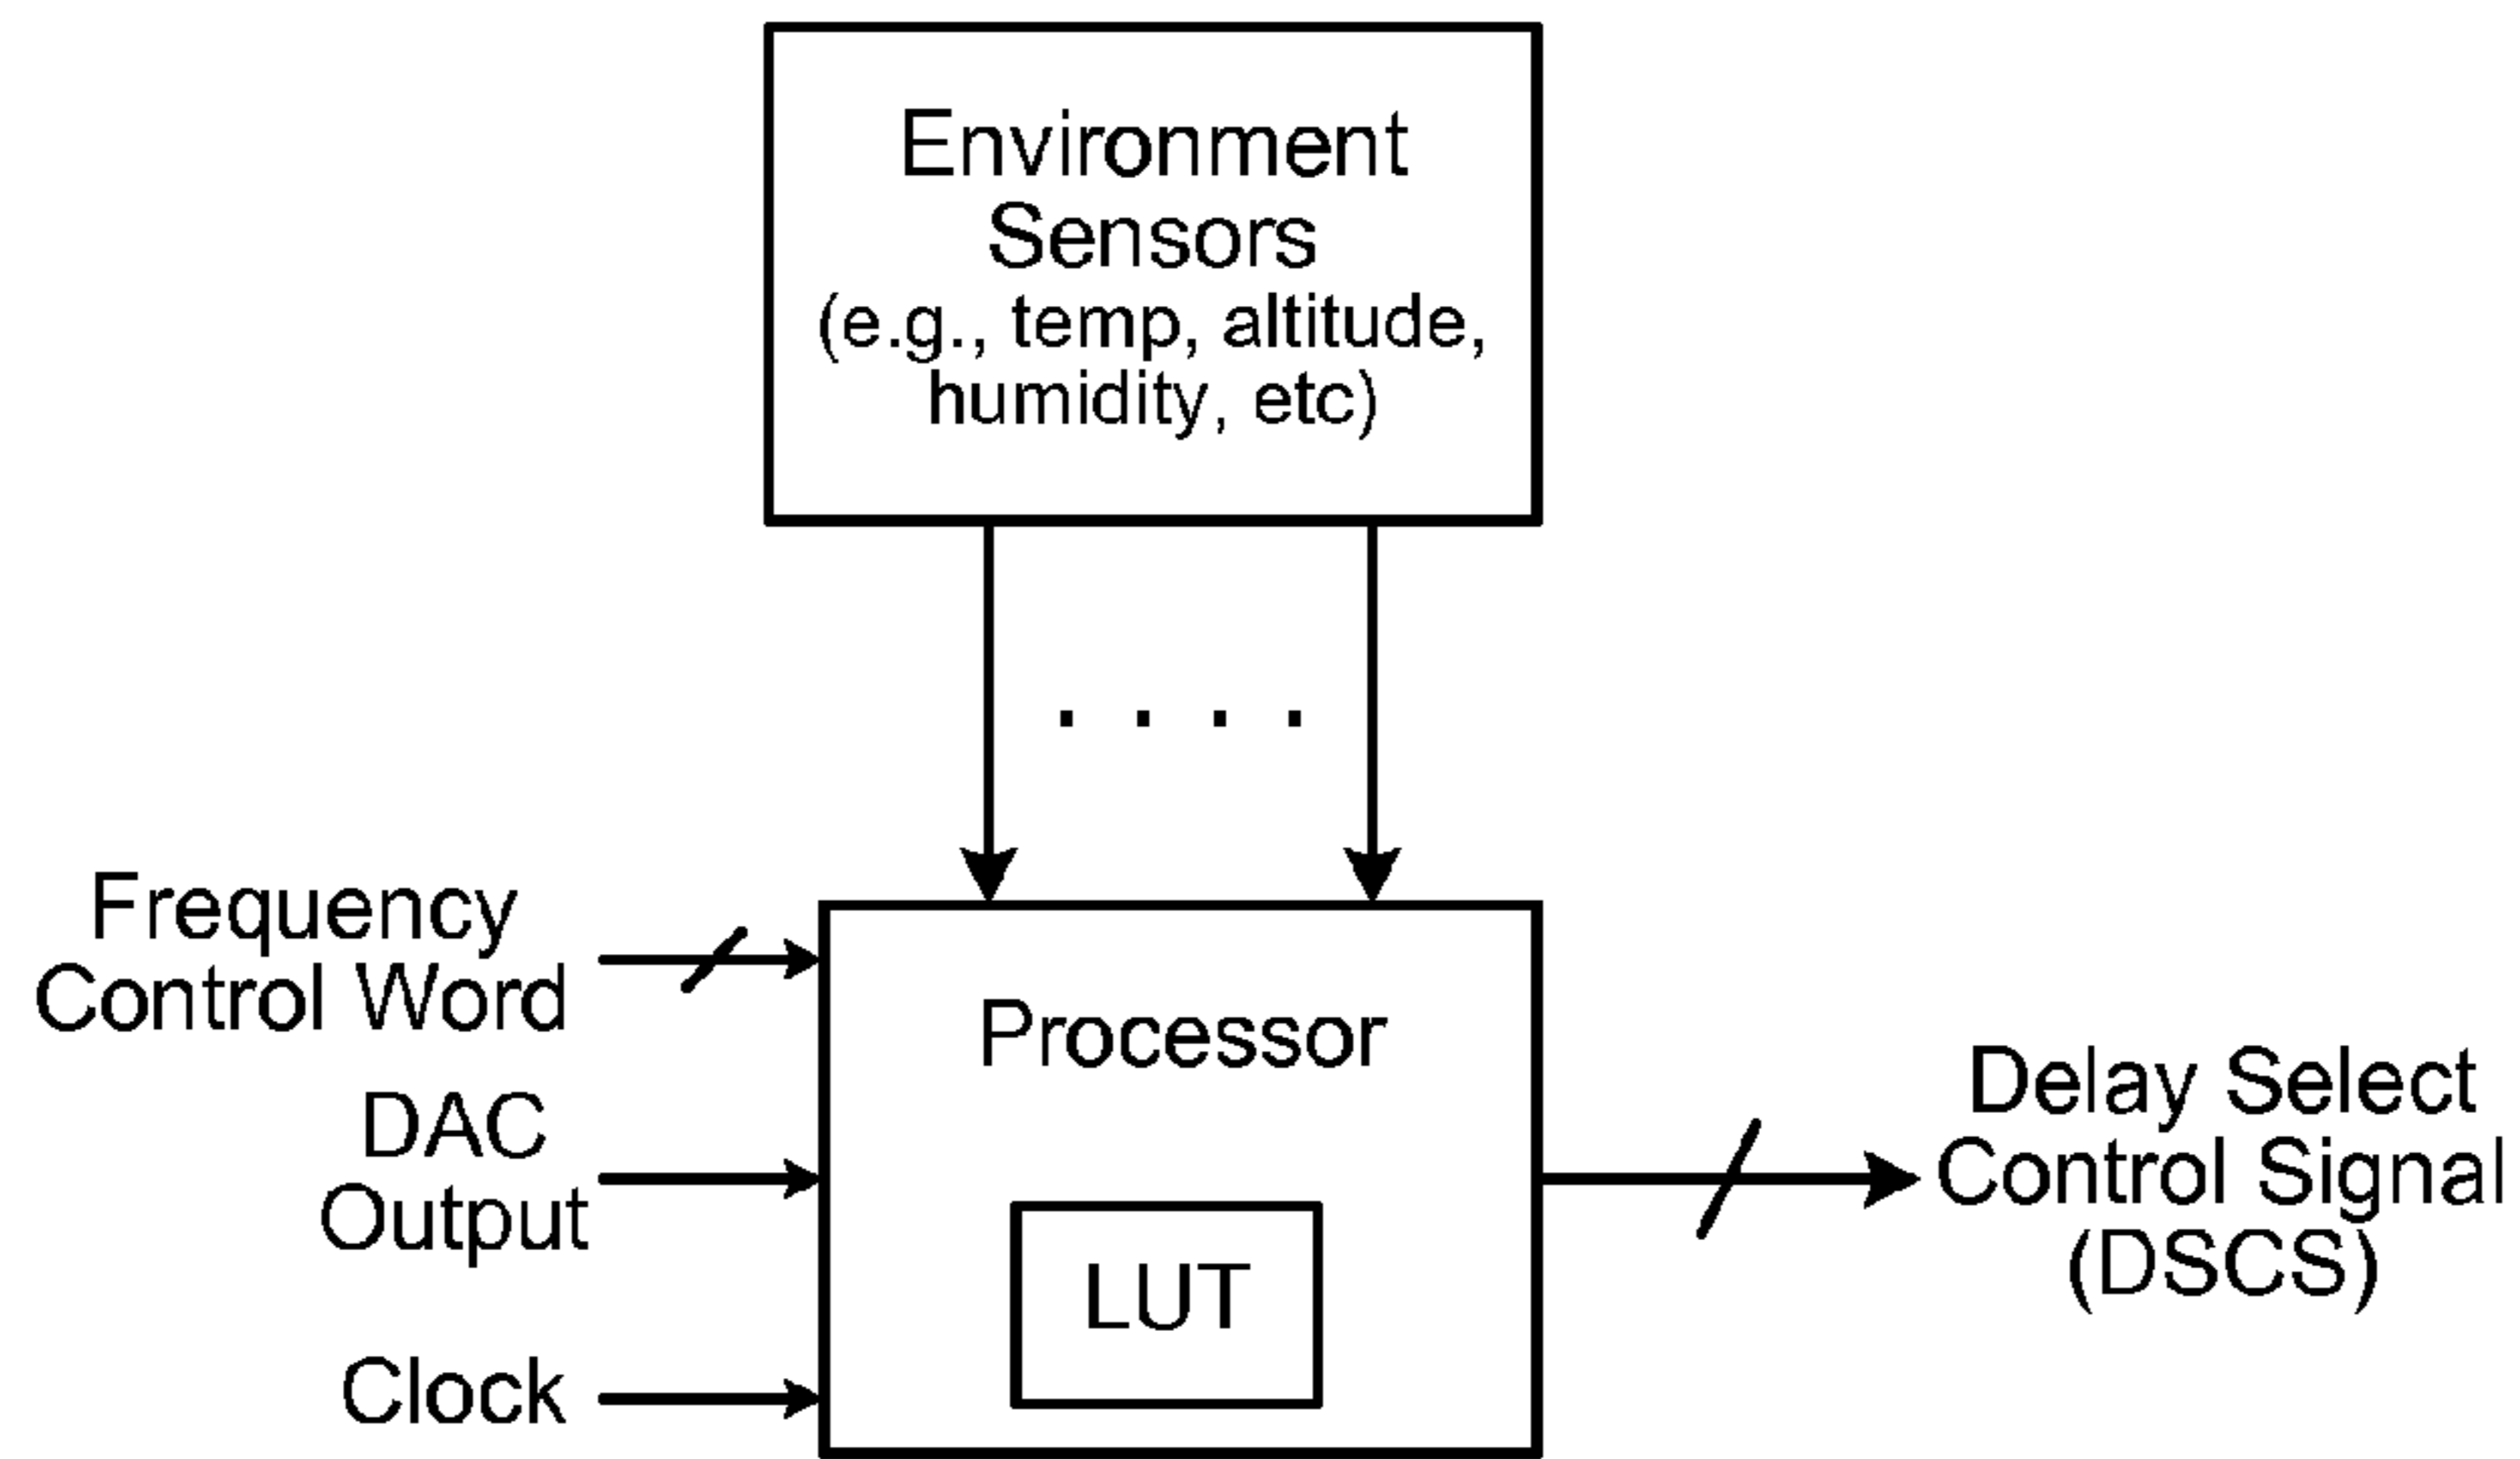 Environment
Sensors
(e.g., temp, altitude,
humidity, etc)
. . . .
Frequency
Control Word
DAC
Output
Clock
Processor
LUT
Delay Select
Control Signal
(DSCS)